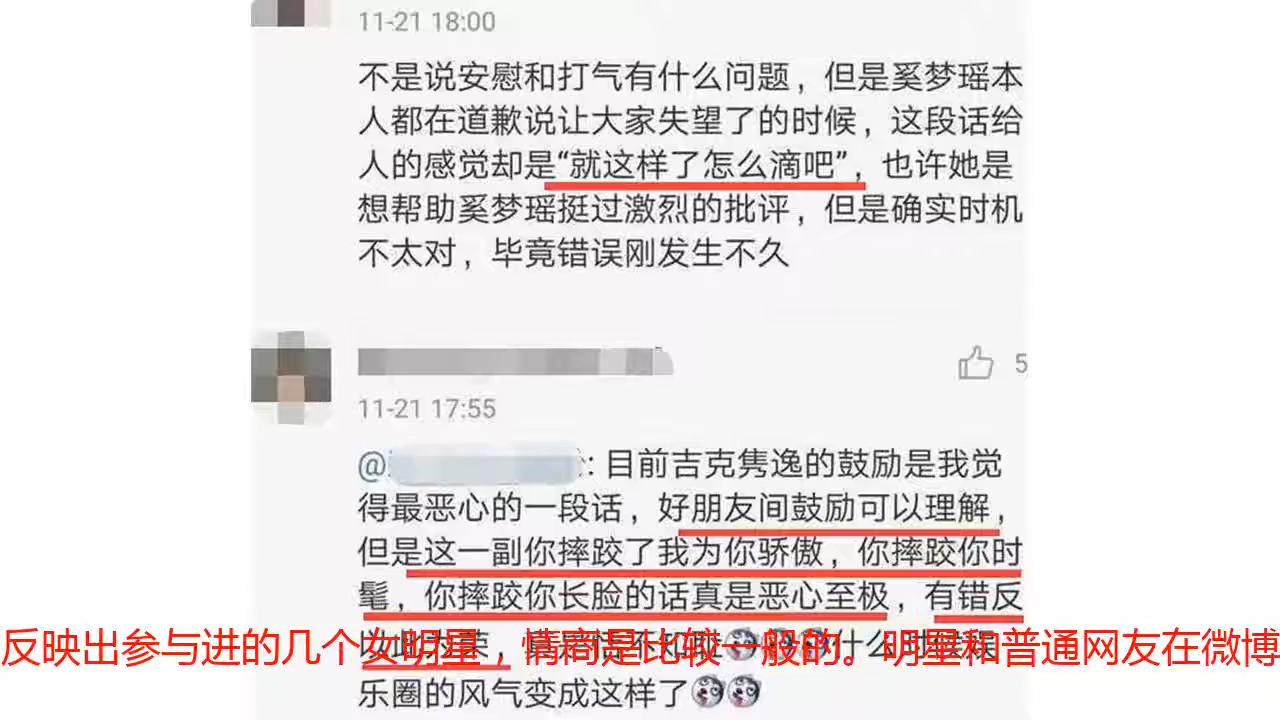 11-21 18:00
不是说安慰和打气有什么问题，但是奚梦瑶本
人都在道歉说让大家失望了的时候，这段话给
人的感觉却是“就这样了怎么滴吧”，也许她是
想帮助奚梦瑶挺过激烈的批评，但是确实时机
不太对，毕竟错误刚发生不久
5
11-21 17:55
@ : 目前吉克隽逸的鼓励是我觉
得最恶心的一段话，好朋友间鼓励可以理解，
但是这一副你摔跤了我为你骄傲，你摔跤你时
髦，你摔跤你长脸的话真是恶心至极，有错反
以此为荣，
什么时候娱
反映出参与进的几个女明星，情商是比较一般的。明星和普通网友在微博
乐圈的风气变成这样了